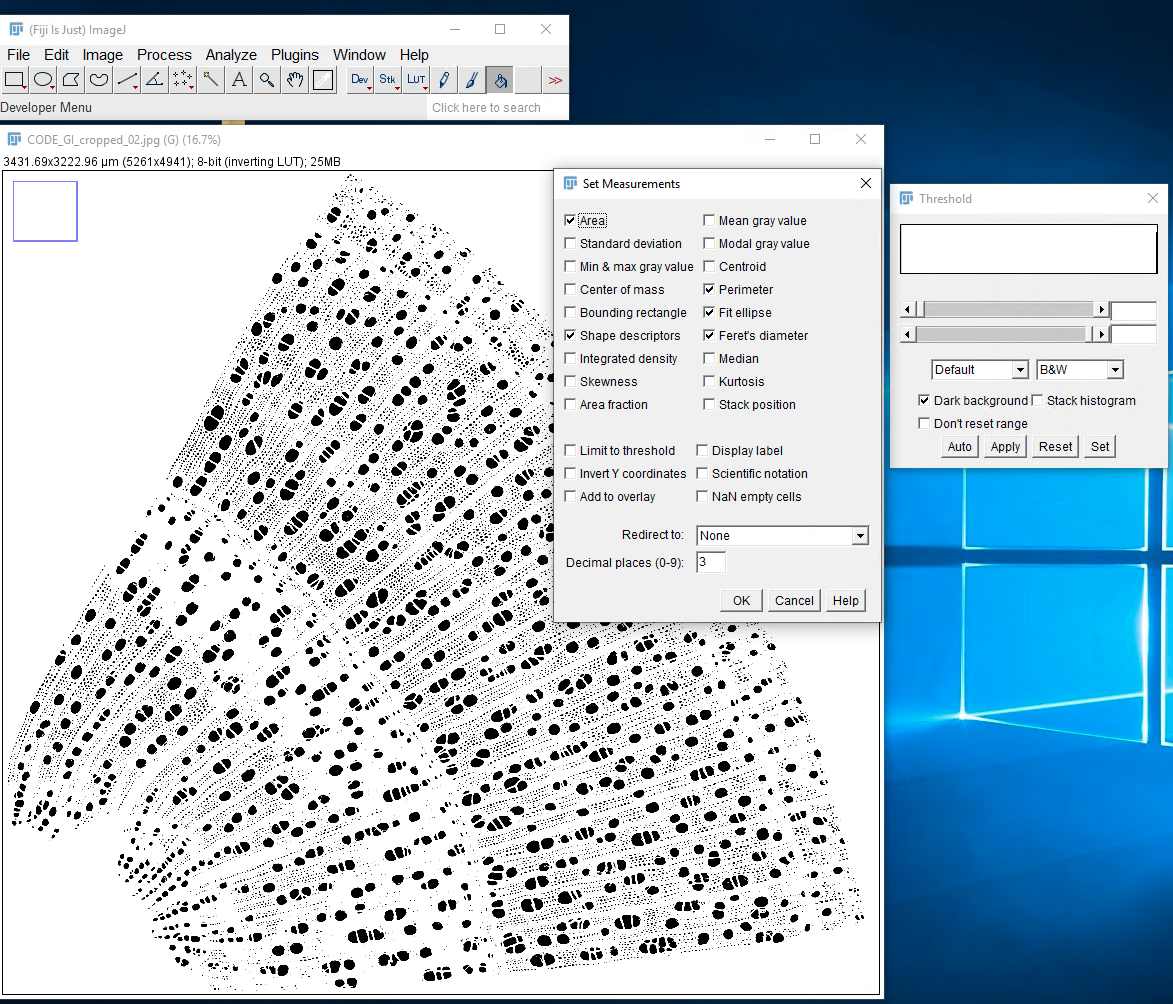 (Fiji Is Just) ImageJ
File Edit Image Process Analyze Plugins Window Help
A Dev Stk LUT >>
Developer Menu Click here to search
CODE_GI_cropped_02.jpg (G) (16.7%)
3431.69x3222.96 µm (5261x4941); 8-bit (inverting LUT); 25MB
Set Measurements
Area Mean gray value
Standard deviation Modal gray value
Min & max gray value Centroid
Center of mass Perimeter
Bounding rectangle Fit ellipse
Shape descriptors Feret's diameter
Integrated density Median
Skewness Kurtosis
Area fraction Stack position
Limit to threshold Display label
Invert Y coordinates Scientific notation
Add to overlay NaN empty cells
Redirect to: None
Decimal places (0-9): 3
OK Cancel Help
Threshold
Default B&W
Dark background Stack histogram
Don't reset range
Auto Apply Reset Set